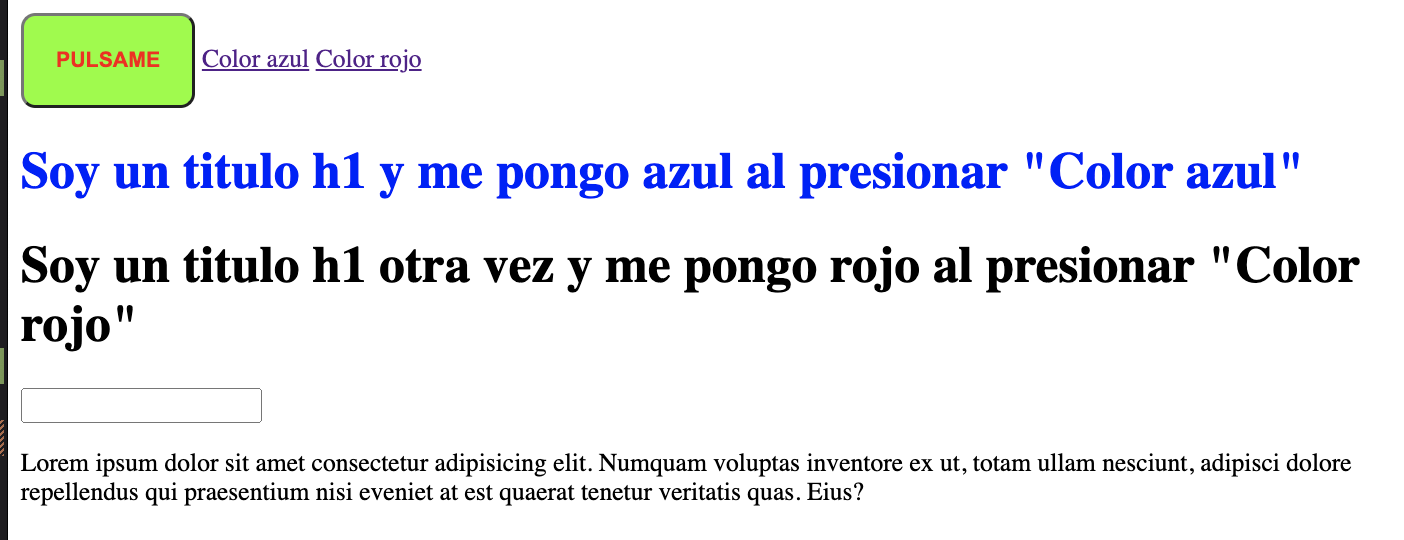 PULSAME Color azul Color rojo
Soy un titulo h1 y me pongo azul al presionar "Color azul"
Soy un titulo h1 otra vez y me pongo rojo al presionar "Color
rojo"
Lorem ipsum dolor sit amet consectetur adipisicing elit. Numquam voluptas inventore ex ut, totam ullam nesciunt, adipisci dolore
repellendus qui praesentium nisi eveniet at est quaerat tenetur veritatis quas. Eius?